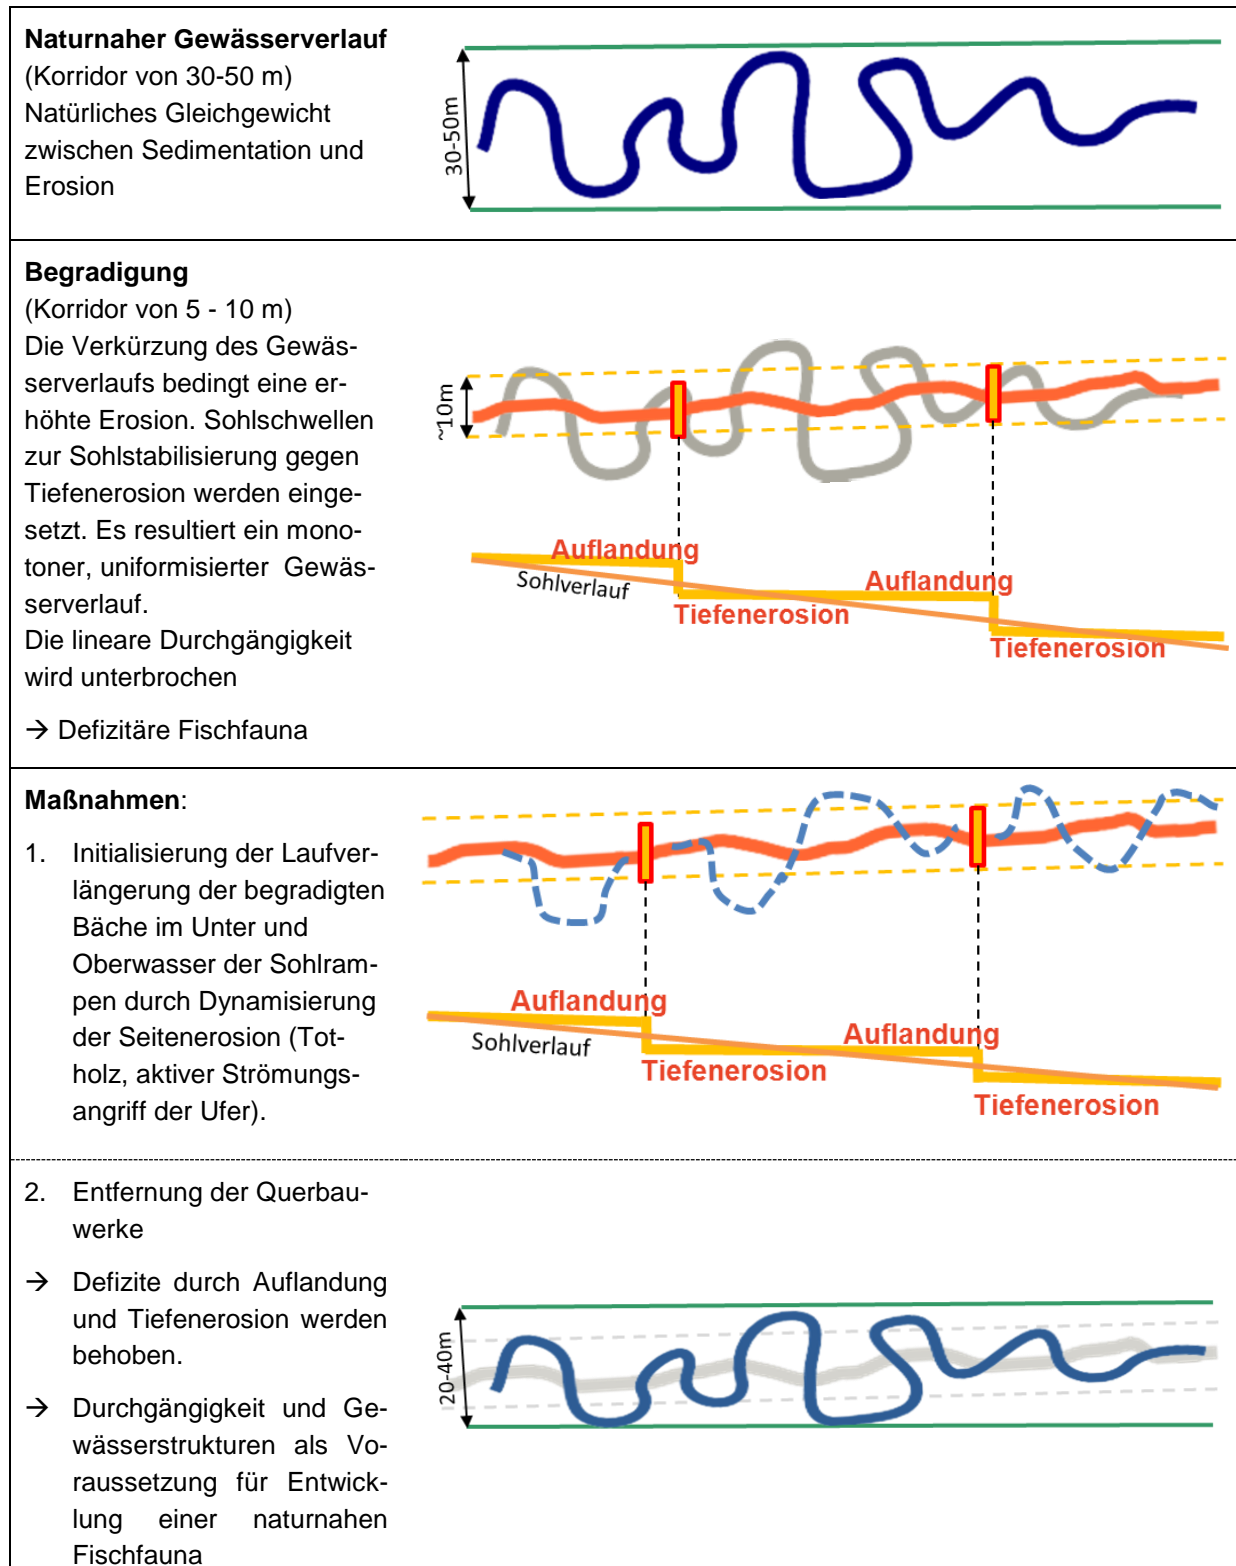 Naturnaher Gewässerverlauf
(Korridor von 30-50 m)
Natürliches Gleichgewicht
zwischen Sedimentation und
Erosion
30-50m
Begradigung
(Korridor von 5 - 10 m)
Die Verkürzung des Gewäs-
serverlaufs bedingt eine er-
höhte Erosion. Sohlschwellen
zur Sohlstabilisierung gegen
Tiefenerosion werden einge-
setzt. Es resultiert ein mono-
toner, uniformisierter Gewäs-
serverlauf.
Die lineare Durchgängigkeit
wird unterbrochen
→ Defizitäre Fischfauna
~10m
Auflandung
Sohlverlauf
Auflandung
Tiefenerosion
Tiefenerosion
Maßnahmen:
1. Initialisierung der Laufver-
längerung der begradigten
Bäche im Unter und
Oberwasser der Sohlram-
pen durch Dynamisierung
der Seitenerosion (Tot-
holz, aktiver Strömungs-
angriff der Ufer).
Auflandung
Sohlverlauf
Auflandung
Tiefenerosion
Tiefenerosion
2. Entfernung der Querbau-
werke
→ Defizite durch Auflandung
und Tiefenerosion werden
behoben.
→ Durchgängigkeit und Ge-
wässerstrukturen als Vo-
raussetzung für Entwick-
lung einer naturnahen
Fischfauna
20-40m